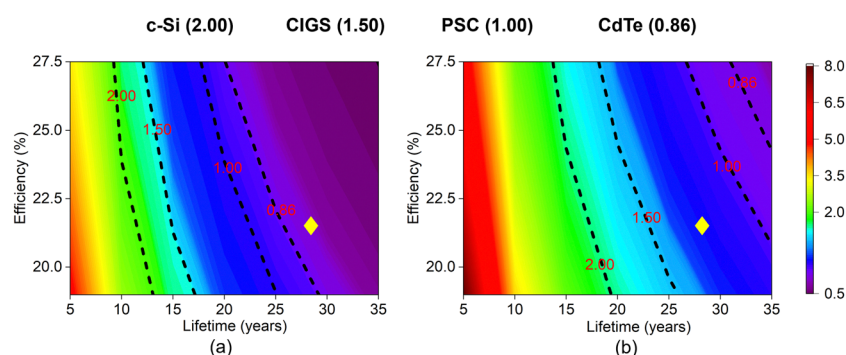 c-Si (2.00) CIGS (1.50) PSC (1.00) CdTe (0.86)
27.5
25.0
22.5
20.0
Efficiency (%)
2.00
1.50
1.00
0.86
5 10 15 20 25 30 35
Lifetime (years)
(a)
27.5
25.0
22.5
20.0
Efficiency (%)
0.86
1.00
1.50
2.00
5 10 15 20 25 30 35
Lifetime (years)
(b)
8.0
6.5
5.0
3.5
2.0
0.5